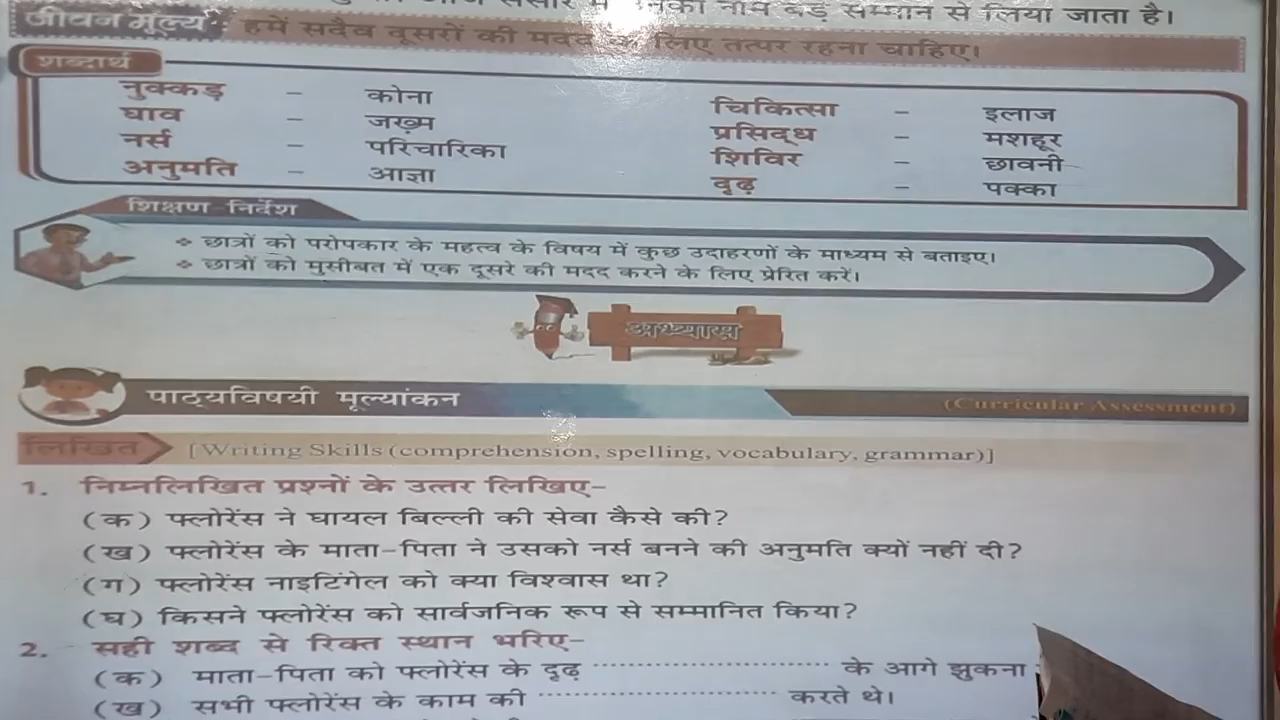 नाम बड़े सम्मान से लिया जाता है।
जीवन मूल्य हमें सदैव दूसरों की मदद के लिए तत्पर रहना चाहिए।
शब्दार्थ
नुक्कड़ – कोना चिकित्सा – इलाज
घाव – जख़्म प्रसिद्ध – मशहूर
नर्स – परिचारिका शिविर – छावनी
अनुमति – आज्ञा दृढ़ – पक्का
शिक्षण-निर्देश
❖ छात्रों को परोपकार के महत्व के विषय में कुछ उदाहरणों के माध्यम से बताइए।
❖ छात्रों को मुसीबत में एक दूसरे की मदद करने के लिए प्रेरित करें।
अभ्यास
पाठ्यविषयी मूल्यांकन (Curricular Assessment)
लिखित [Writing Skills (comprehension, spelling, vocabulary, grammar)]
1. निम्नलिखित प्रश्नों के उत्तर लिखिए–
(क) फ्लोरेंस ने घायल बिल्ली की सेवा कैसे की?
(ख) फ्लोरेंस के माता-पिता ने उसको नर्स बनने की अनुमति क्यों नहीं दी?
(ग) फ्लोरेंस नाइटिंगेल को क्या विश्वास था?
(घ) किसने फ्लोरेंस को सार्वजनिक रूप से सम्मानित किया?
2. सही शब्द से रिक्त स्थान भरिए–
(क) माता-पिता को फ्लोरेंस के दृढ़ ........................ के आगे झुकना
(ख) सभी फ्लोरेंस के काम की ........................ करते थे।